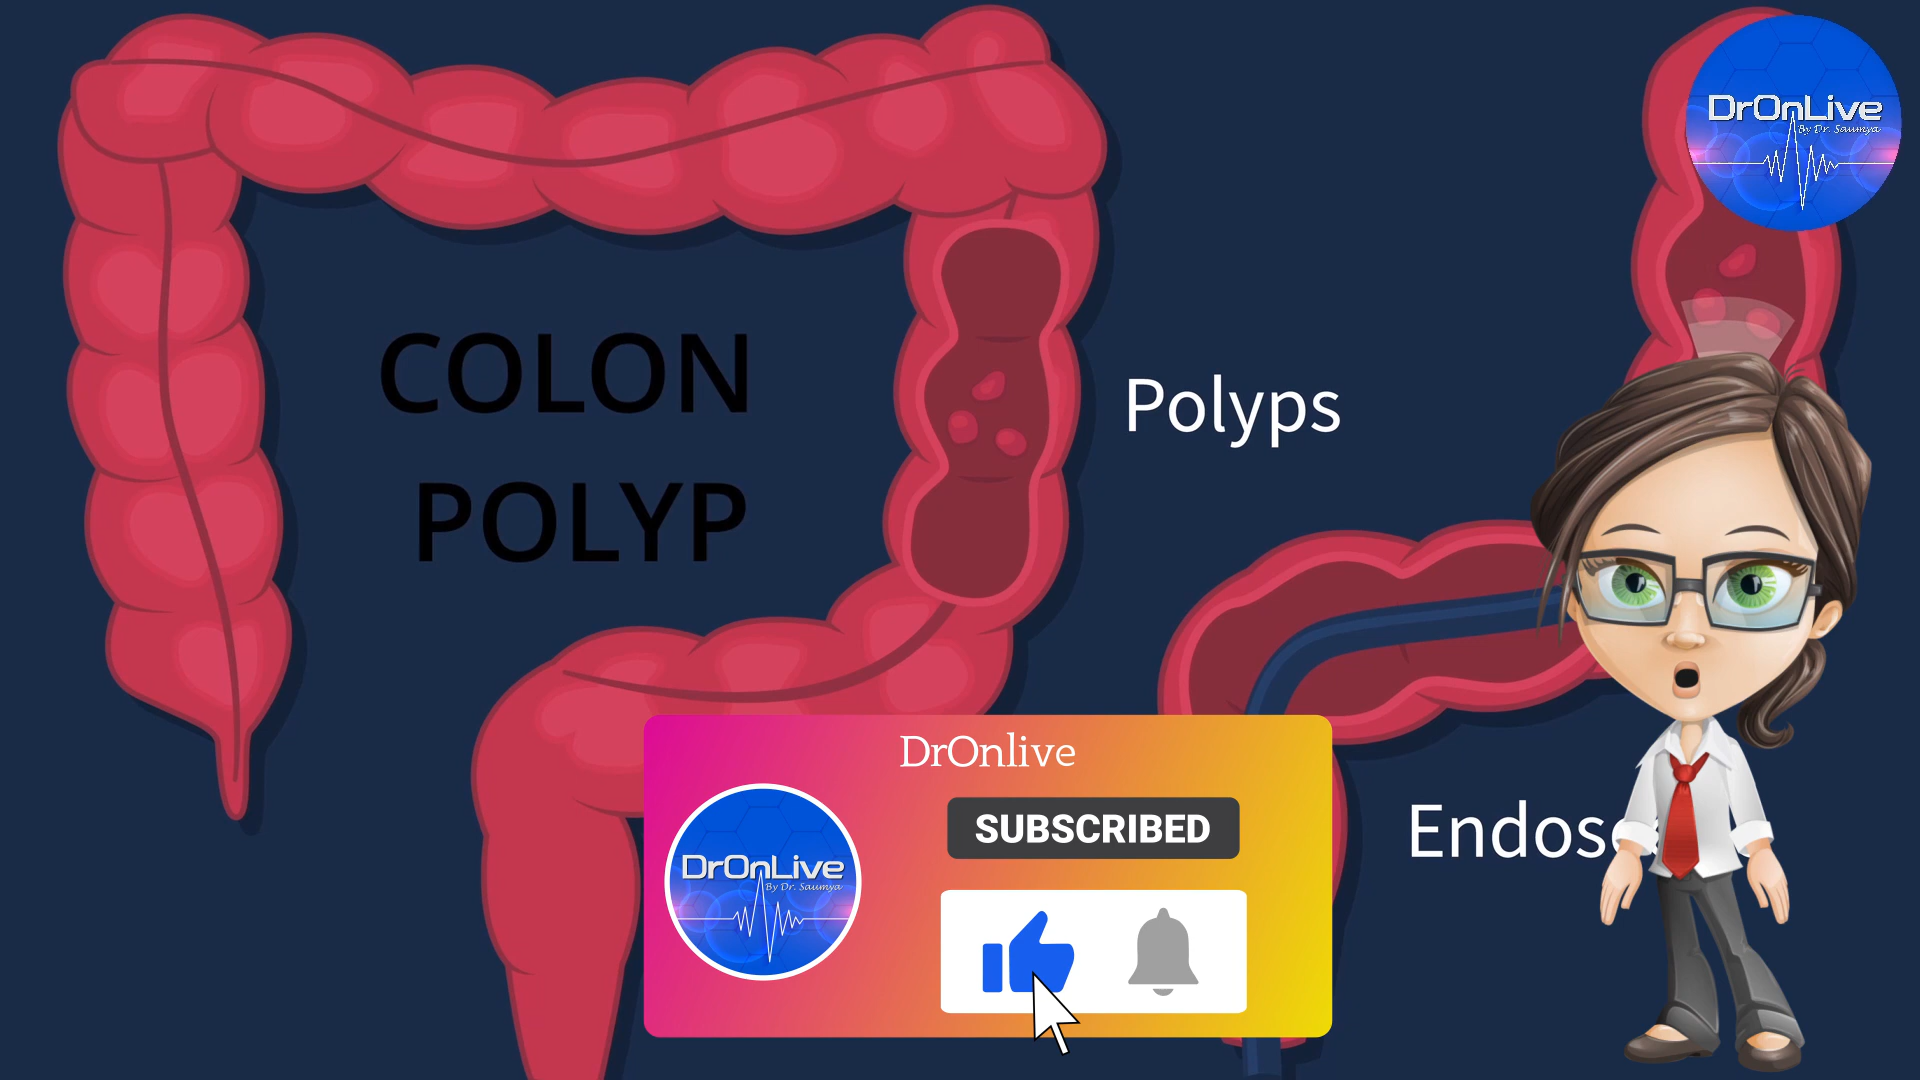 DrOnLive
By Dr. Saumya
COLON
POLYP
Polyps
DrOnlive
SUBSCRIBED
DrOnLive
By Dr. Saumya
Endos